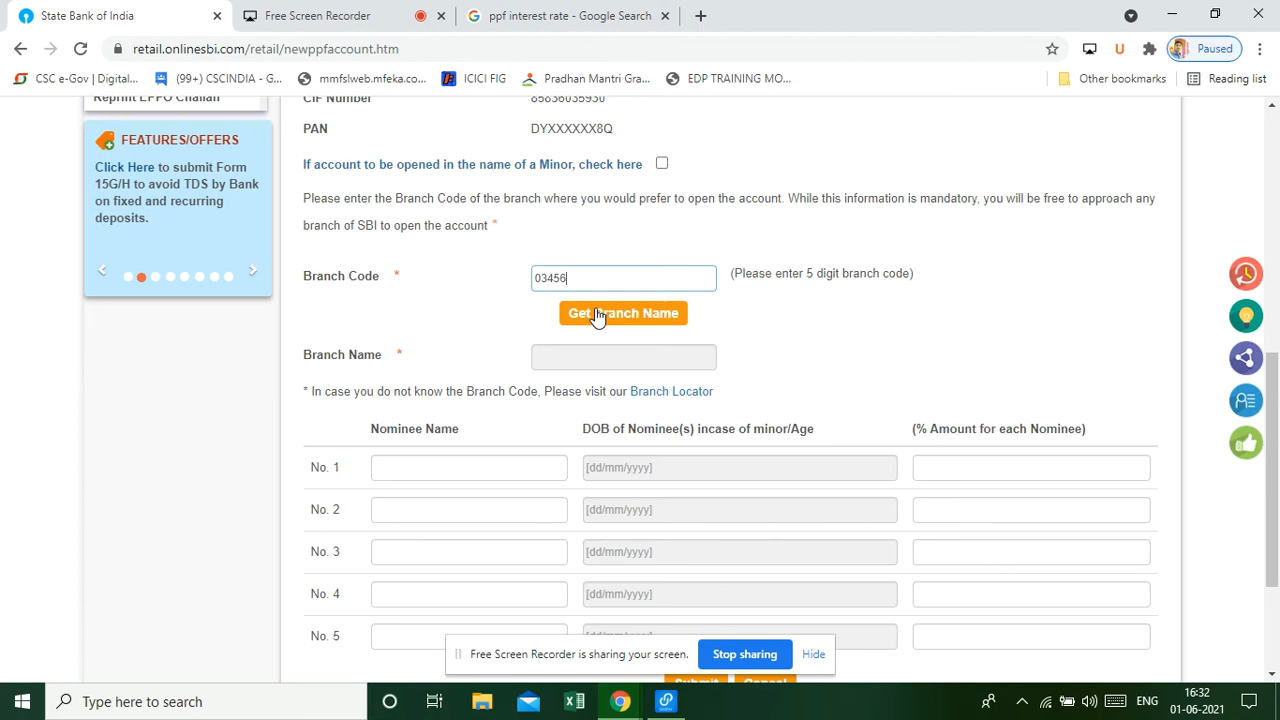 State Bank of India
Free Screen Recorder
ppf interest rate - Google Search
retail.onlinesbi.com/retail/newppfaccount.htm
Paused
CSC e-Gov | Digital...
(99+) CSCINDIA - G...
mmfslweb.mfeka.co...
ICICI FIG
Pradhan Mantri Gra...
EDP TRAINING MO...
Other bookmarks
Reading list
Reprint EPPO Challan
FEATURES/OFFERS
Click Here to submit Form
15G/H to avoid TDS by Bank
on fixed and recurring
deposits.
CIF Number 85836035930
PAN DYXXXXXX8Q
If account to be opened in the name of a Minor, check here
Please enter the Branch Code of the branch where you would prefer to open the account. While this information is mandatory, you will be free to approach any
branch of SBI to open the account *
Branch Code * 03456 (Please enter 5 digit branch code)
Get Branch Name
Branch Name *
* In case you do not know the Branch Code, Please visit our Branch Locator
Nominee Name DOB of Nominee(s) incase of minor/Age (% Amount for each Nominee)
No. 1 [dd/mm/yyyy]
No. 2 [dd/mm/yyyy]
No. 3 [dd/mm/yyyy]
No. 4 [dd/mm/yyyy]
No. 5 [dd/mm/yyyy]
Free Screen Recorder is sharing your screen. Stop sharing Hide
Submit Cancel
Type here to search
ENG
16:32
01-06-2021